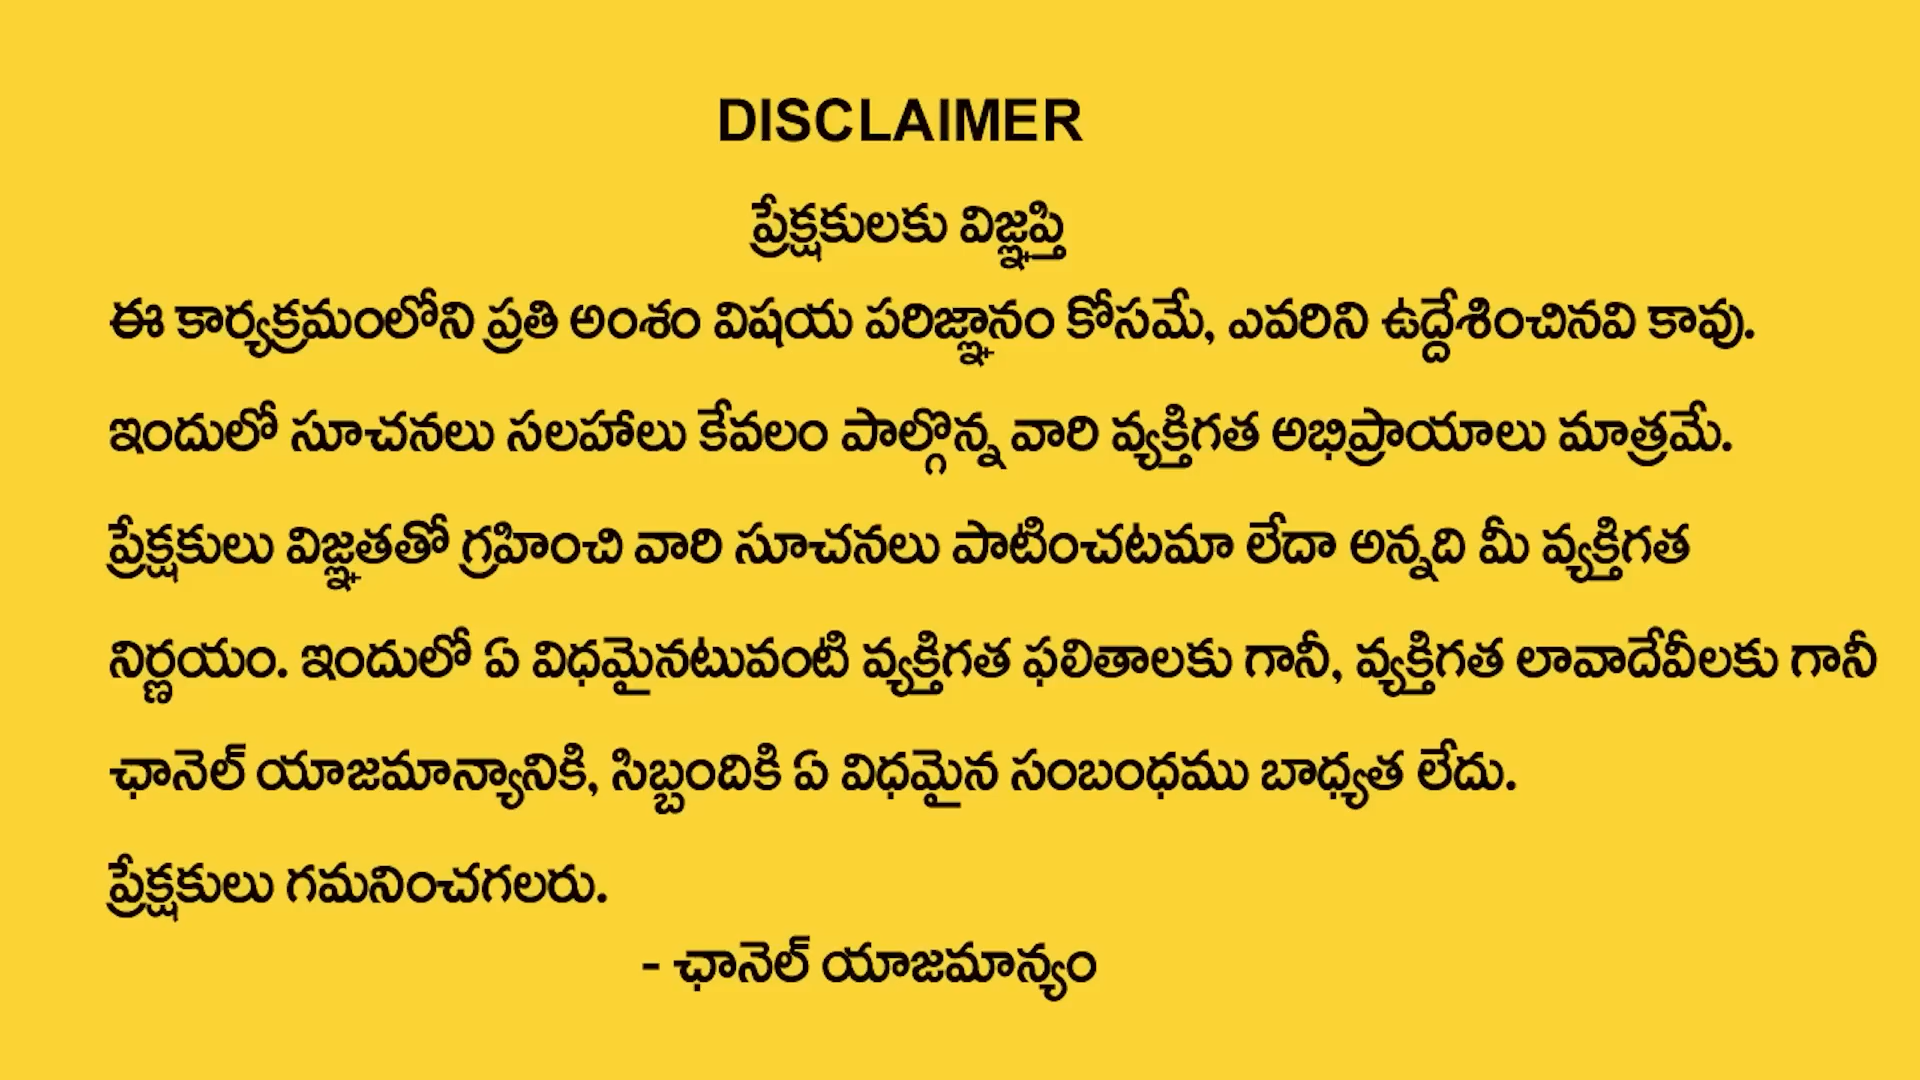 DISCLAIMER
ప్రేక్షకులకు విజ్ఞప్తి
ఈ కార్యక్రమంలోని ప్రతి అంశం విషయ పరిజ్ఞానం కోసమే, ఎవరిని ఉద్దేశించినవి కావు.
ఇందులో సూచనలు సలహాలు కేవలం పాల్గొన్న వారి వ్యక్తిగత అభిప్రాయాలు మాత్రమే.
ప్రేక్షకులు విజ్ఞతతో గ్రహించి వారి సూచనలు పాటించటమా లేదా అన్నది మీ వ్యక్తిగత
నిర్ణయం. ఇందులో ఏ విధమైనటువంటి వ్యక్తిగత ఫలితాలకు గానీ, వ్యక్తిగత లావాదేవీలకు గానీ
ఛానెల్ యాజమాన్యానికి, సిబ్బందికి ఏ విధమైన సంబంధము బాధ్యత లేదు.
ప్రేక్షకులు గమనించగలరు.
- ఛానెల్ యాజమాన్యం